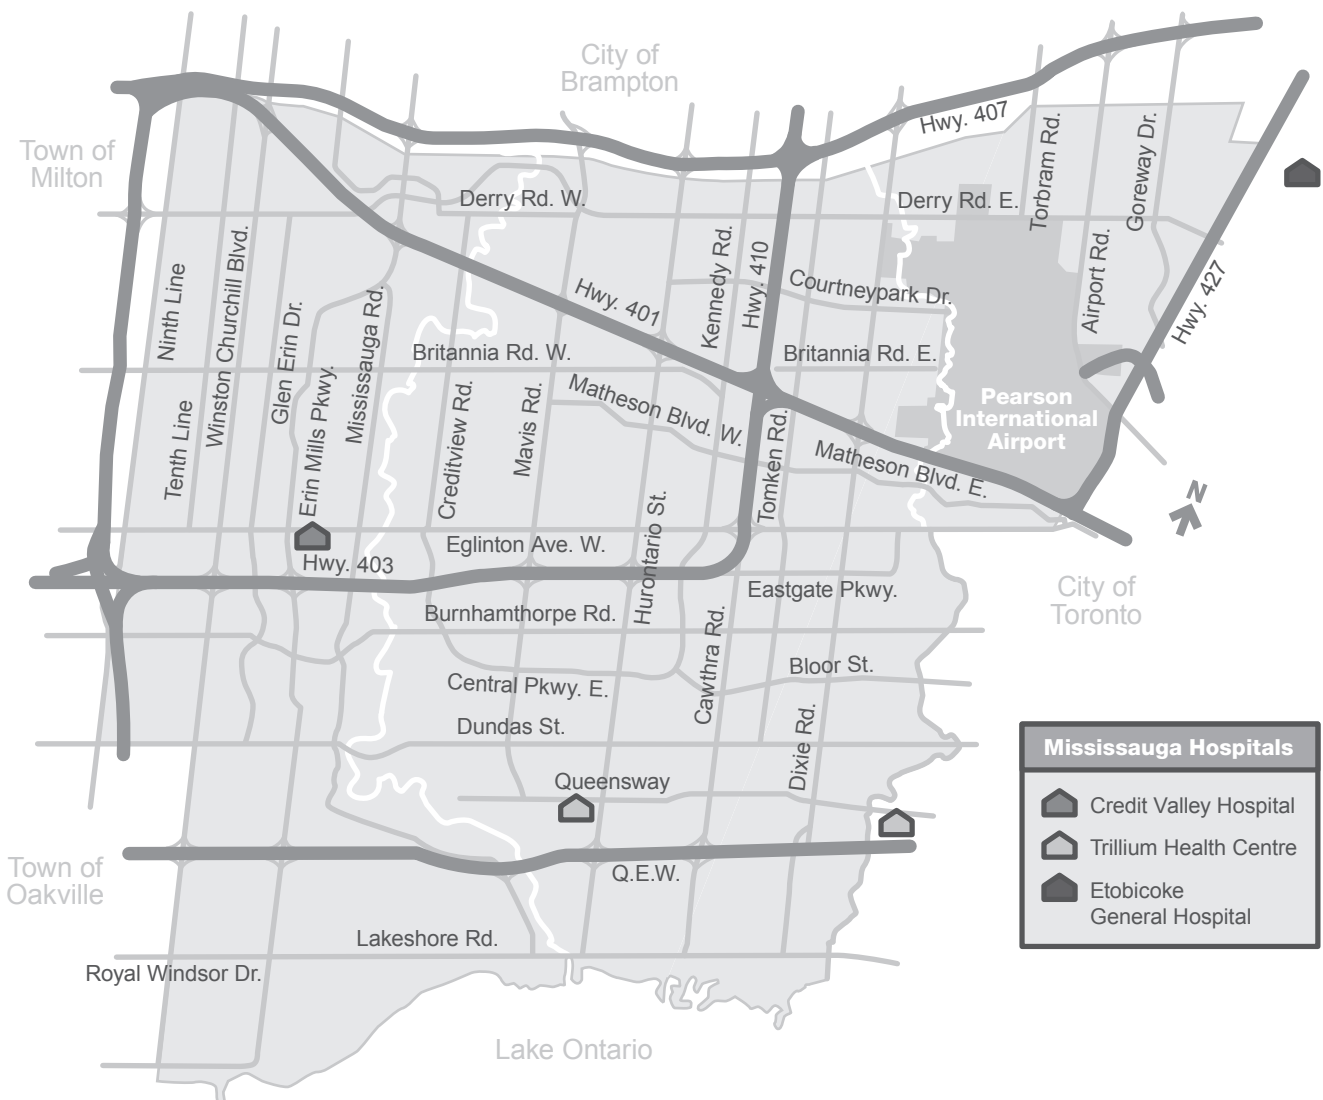 City of
Brampton
Hwy. 407
Town of
Milton
Derry Rd. W.
Derry Rd. E.
Torbram Rd.
Goreway Dr.
Ninth Line
Winston Churchill Blvd.
Glen Erin Dr.
Mississauga Rd.
Hwy. 401
Kennedy Rd.
Hwy. 410
Courtneypark Dr.
Airport Rd.
Hwy. 427
Britannia Rd. W.
Britannia Rd. E.
Tenth Line
Erin Mills Pkwy.
Creditview Rd.
Mavis Rd.
Matheson Blvd. W.
Tomken Rd.
Matheson Blvd. E.
Pearson
International
Airport
N
Eglinton Ave. W.
Hwy. 403
Hurontario St.
Eastgate Pkwy.
City of
Toronto
Burnhamthorpe Rd.
Cawthra Rd.
Bloor St.
Central Pkwy. E.
Dundas St.
Dixie Rd.
Queensway
Town of
Oakville
Q.E.W.
Lakeshore Rd.
Royal Windsor Dr.
Lake Ontario
Mississauga Hospitals
Credit Valley Hospital
Trillium Health Centre
Etobicoke
General Hospital